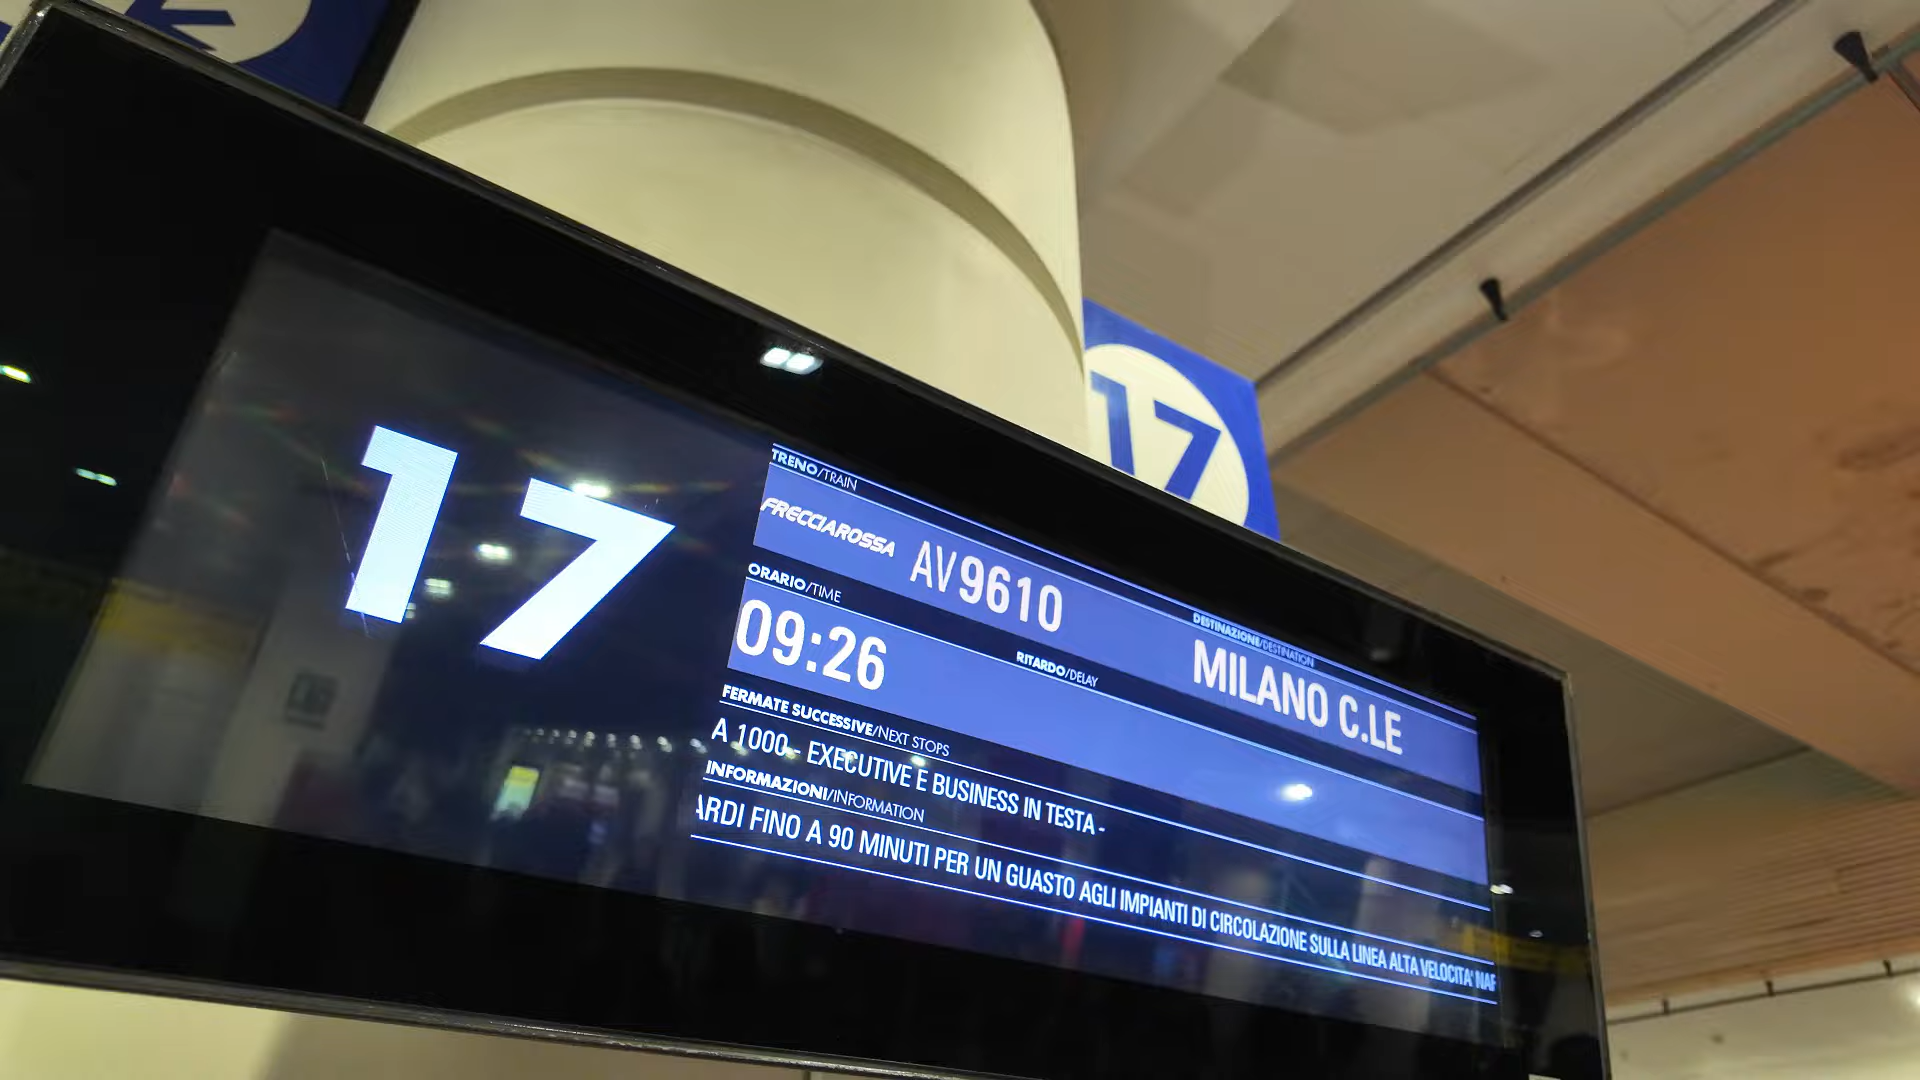 17
17
TRENO/TRAIN
FRECCIAROSSA AV 9610
DESTINAZIONE/DESTINATION
MILANO C.LE
ORARIO/TIME
09:26
RITARDO/DELAY
FERMATE SUCCESSIVE/NEXT STOPS
A 1000 - EXECUTIVE E BUSINESS IN TESTA -
INFORMAZIONI/INFORMATION
ARDI FINO A 90 MINUTI PER UN GUASTO AGLI IMPIANTI DI CIRCOLAZIONE SULLA LINEA ALTA VELOCITA' NAP